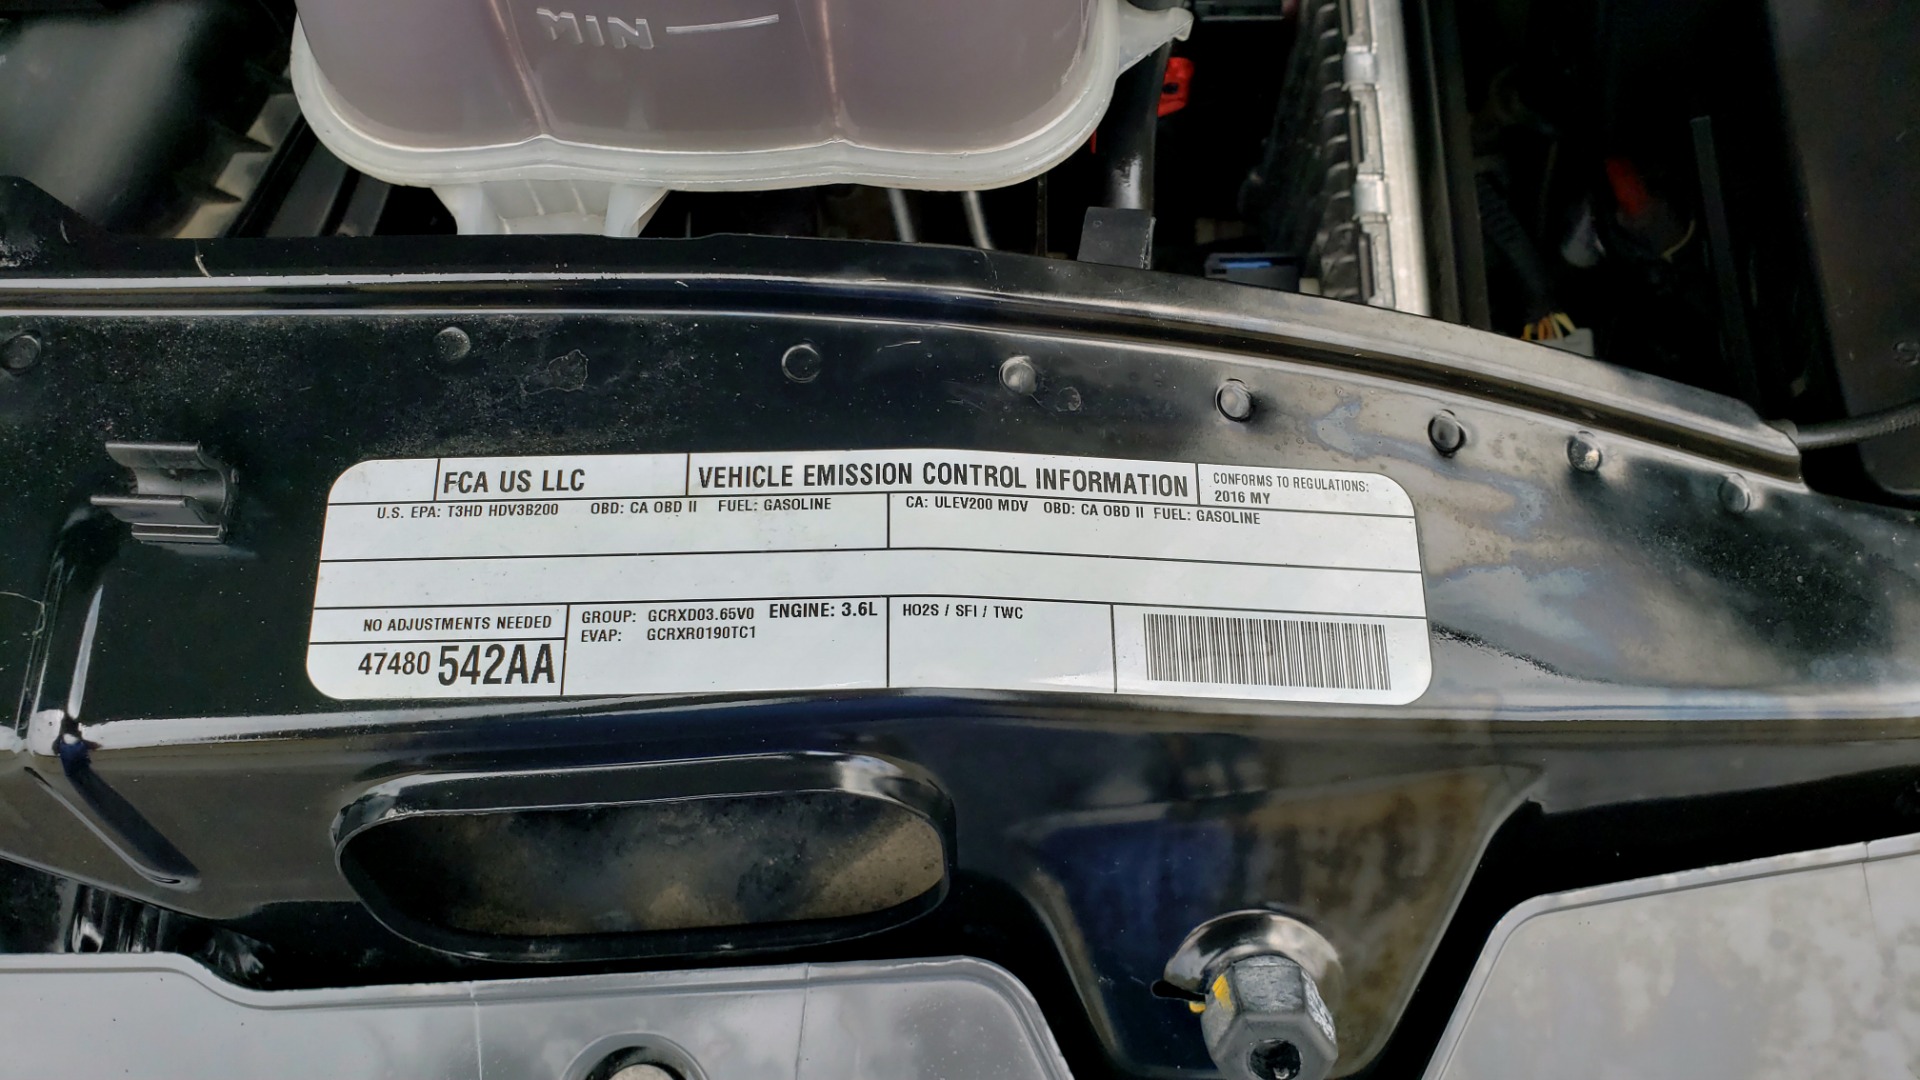 MIN
FCA US LLC
VEHICLE EMISSION CONTROL INFORMATION
CONFORMS TO REGULATIONS:
2016 MY
U.S. EPA: T3HD HDV3B200 OBD: CA OBD II FUEL: GASOLINE
CA: ULEV200 MDV OBD: CA OBD II FUEL: GASOLINE
NO ADJUSTMENTS NEEDED
47480 542AA
GROUP: GCRXD03.65V0 ENGINE: 3.6L
EVAP: GCRXR0190TC1
HO2S / SFI / TWC